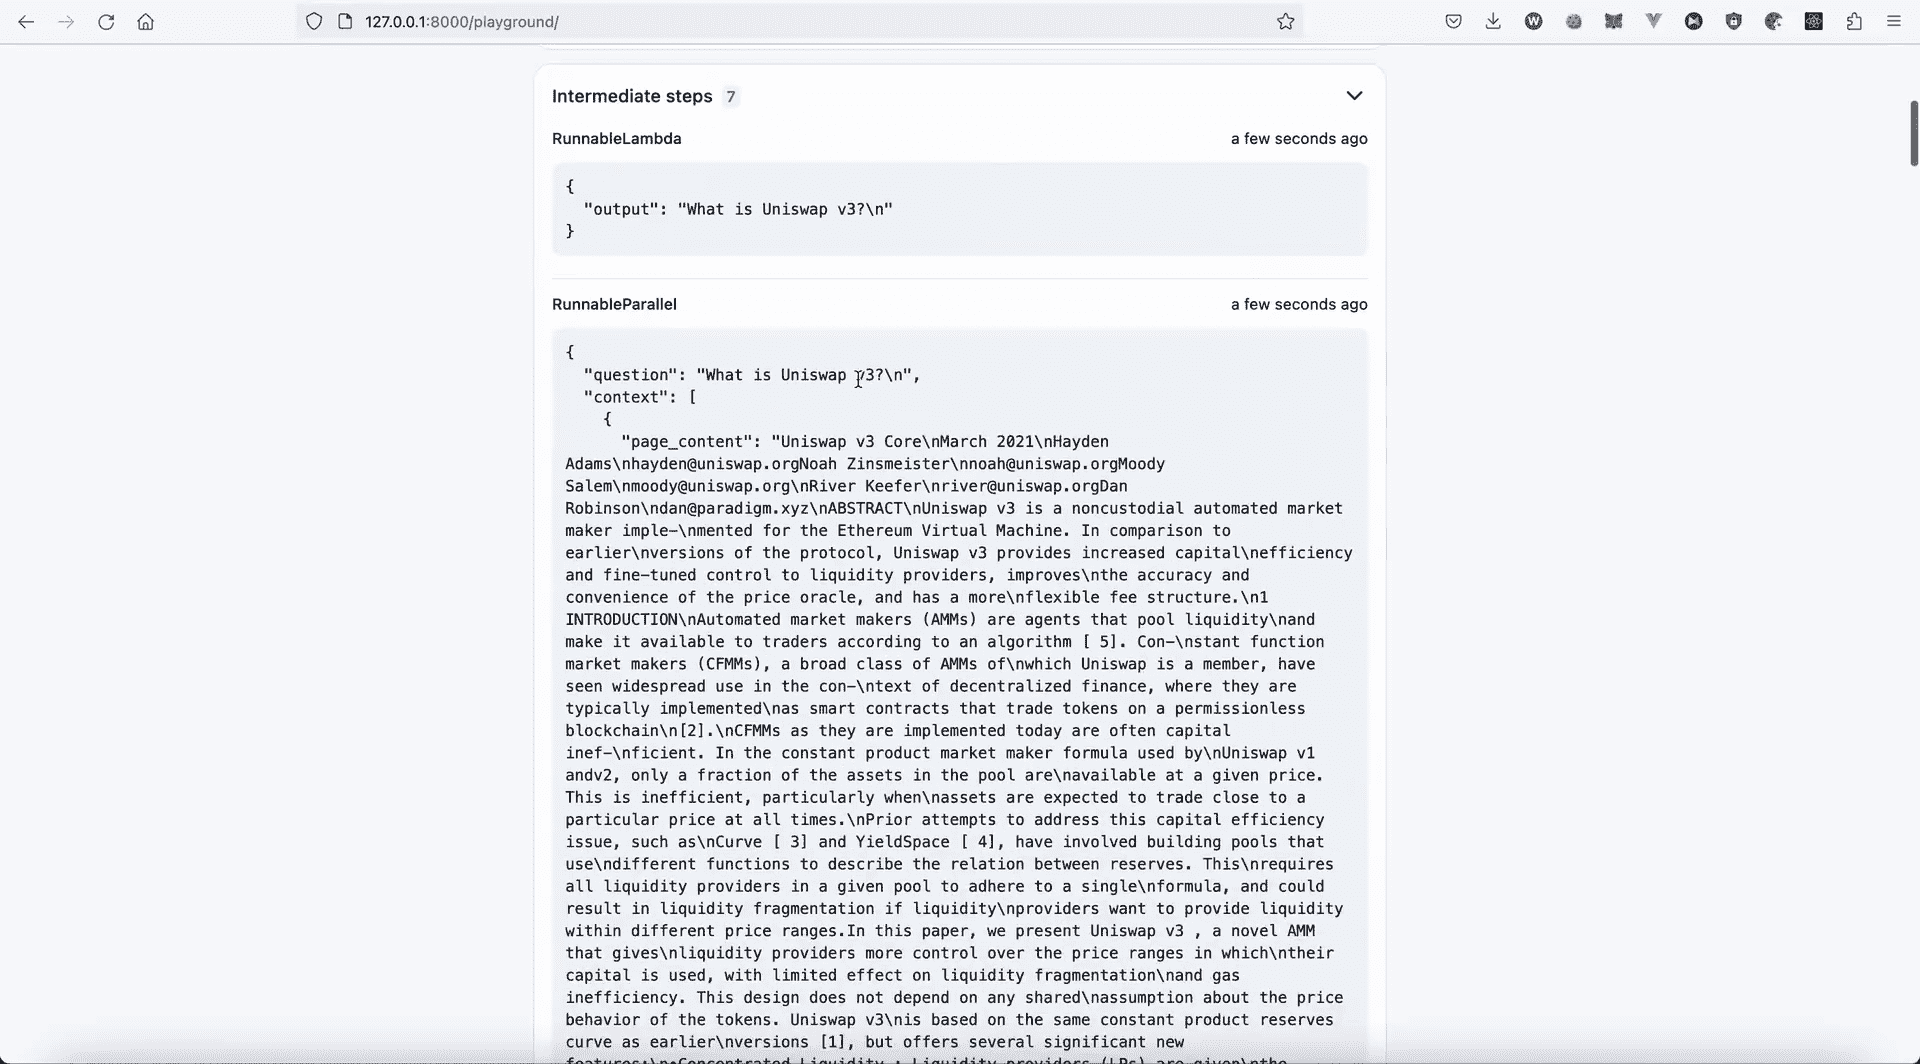 127.0.0.1:8000/playground/
Intermediate steps 7
RunnableLambda a few seconds ago
{
"output": "What is Uniswap v3?\n"
}
RunnableParallel a few seconds ago
{
"question": "What is Uniswap v3?\n",
"context": [
{
"page_content": "Uniswap v3 Core\nMarch 2021\nHayden
Adams\nhayden@uniswap.orgNoah Zinsmeister\nnoah@uniswap.orgMoody
Salem\nmoody@uniswap.org\nRiver Keefer\nriver@uniswap.orgDan
Robinson\ndan@paradigm.xyz\nABSTRACT\nUniswap v3 is a noncustodial automated market
maker imple-\nmented for the Ethereum Virtual Machine. In comparison to
earlier\nversions of the protocol, Uniswap v3 provides increased capital\nefficiency
and fine-tuned control to liquidity providers, improves\nthe accuracy and
convenience of the price oracle, and has a more\nflexible fee structure.\n1
INTRODUCTION\nAutomated market makers (AMMs) are agents that pool liquidity\nand
make it available to traders according to an algorithm [ 5]. Con-\nstant function
market makers (CFMMs), a broad class of AMMs of\nwhich Uniswap is a member, have
seen widespread use in the con-\ntext of decentralized finance, where they are
typically implemented\nas smart contracts that trade tokens on a permissionless
blockchain\n[2].\nCFMMs as they are implemented today are often capital
inef-\nficient. In the constant product market maker formula used by\nUniswap v1
andv2, only a fraction of the assets in the pool are\navailable at a given price.
This is inefficient, particularly when\nassets are expected to trade close to a
particular price at all times.\nPrior attempts to address this capital efficiency
issue, such as\nCurve [ 3] and YieldSpace [ 4], have involved building pools that
use\ndifferent functions to describe the relation between reserves. This\nrequires
all liquidity providers in a given pool to adhere to a single\nformula, and could
result in liquidity fragmentation if liquidity\nproviders want to provide liquidity
within different price ranges.In this paper, we present Uniswap v3 , a novel AMM
that gives\nliquidity providers more control over the price ranges in which\ntheir
capital is used, with limited effect on liquidity fragmentation\nand gas
inefficiency. This design does not depend on any shared\nassumption about the price
behavior of the tokens. Uniswap v3\nis based on the same constant product reserves
curve as earlier\nversions [1], but offers several significant new
features:\n•Concentrated Liquidity : Liquidity providers (LPs) are given\nthe